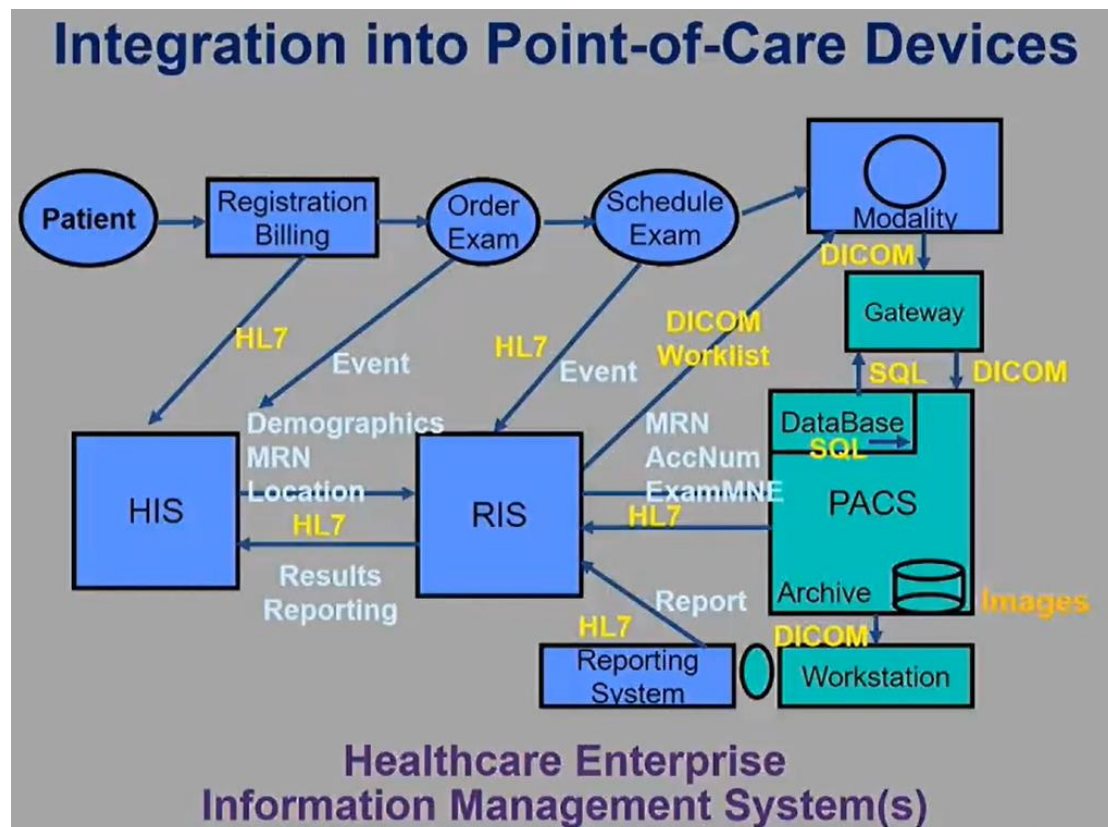 Integration into Point-of-Care Devices
Patient
Registration
Billing
Order
Exam
Schedule
Exam
Modality
DICOM
Gateway
HL7
Event
HL7
Event
DICOM
Worklist
SQL
DICOM
Demographics
MRN
Location
HL7
Results
Reporting
HIS
RIS
MRN
AccNum
ExamMNE
HL7
DataBase
SQL
PACS
Archive
Images
Report
HL7
DICOM
Reporting
System
Workstation
Healthcare Enterprise
Information Management System(s)